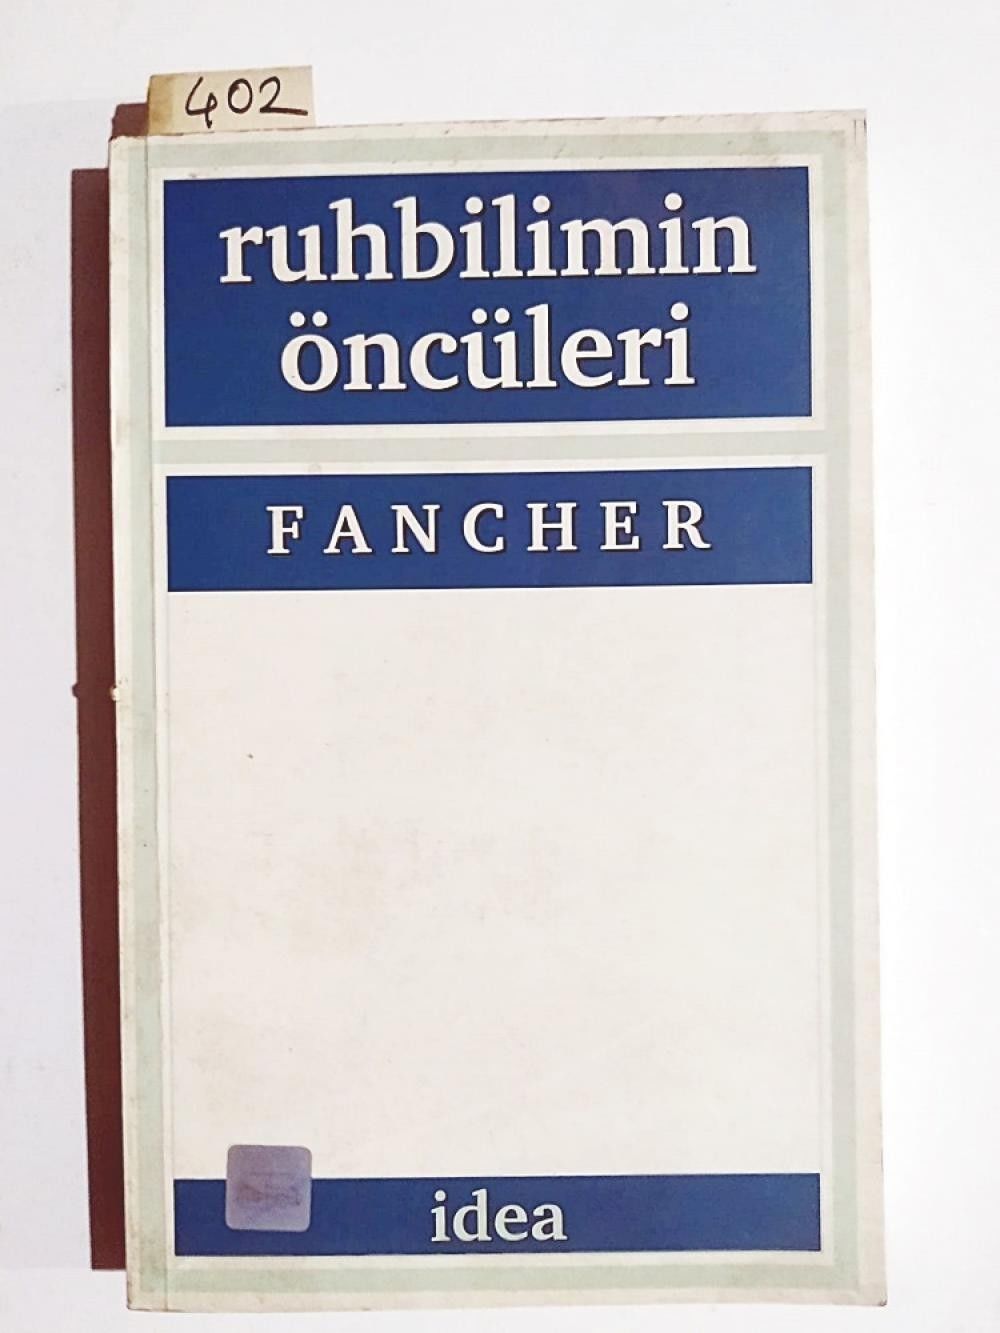 402
ruhbilimin
öncüleri
FANCHER
idea